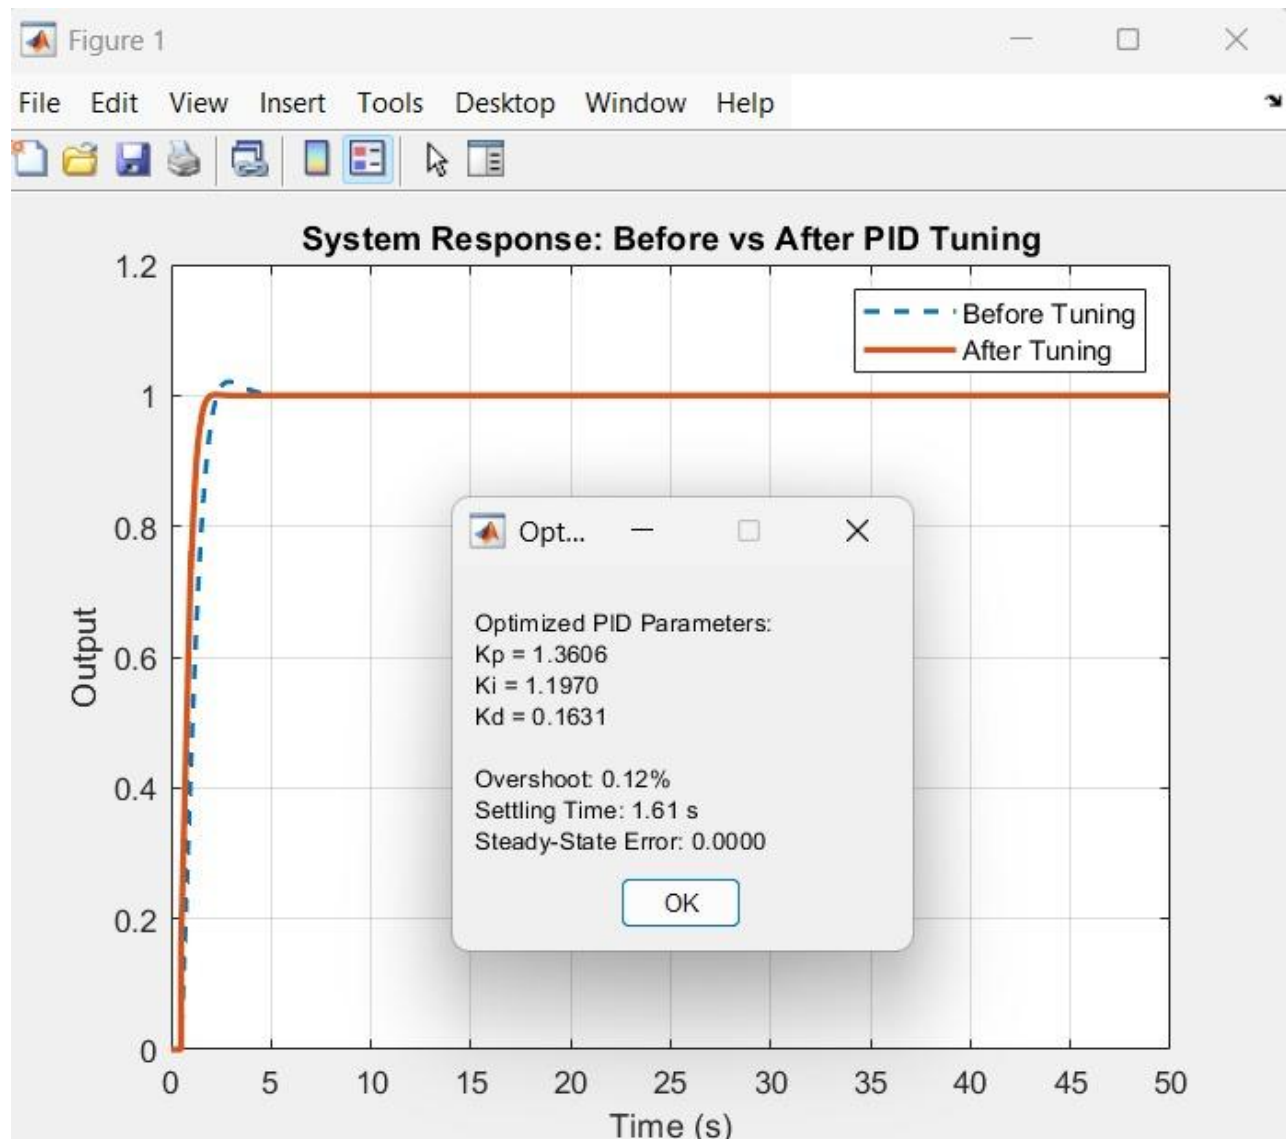 Figure 1
File Edit View Insert Tools Desktop Window Help
System Response: Before vs After PID Tuning
1.2
1
0.8
0.6
0.4
0.2
0
Output
Before Tuning
After Tuning
Opt...
Optimized PID Parameters:
Kp = 1.3606
Ki = 1.1970
Kd = 0.1631
Overshoot: 0.12%
Settling Time: 1.61 s
Steady-State Error: 0.0000
OK
0 5 10 15 20 25 30 35 40 45 50
Time (s)